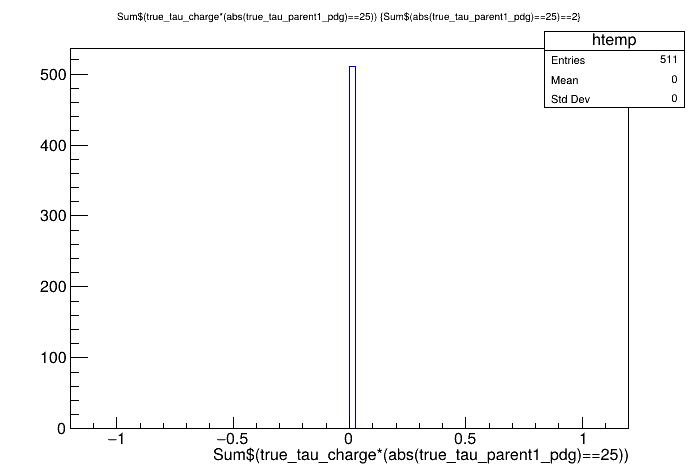 Sum$(true_tau_charge*(abs(true_tau_parent1_pdg)==25)) {Sum$(abs(true_tau_parent1_pdg)==25)==2}
htemp
Entries 511
Mean 0
Std Dev 0
500
400
300
200
100
0
−1 −0.5 0 0.5 1
Sum$(true_tau_charge*(abs(true_tau_parent1_pdg)==25))